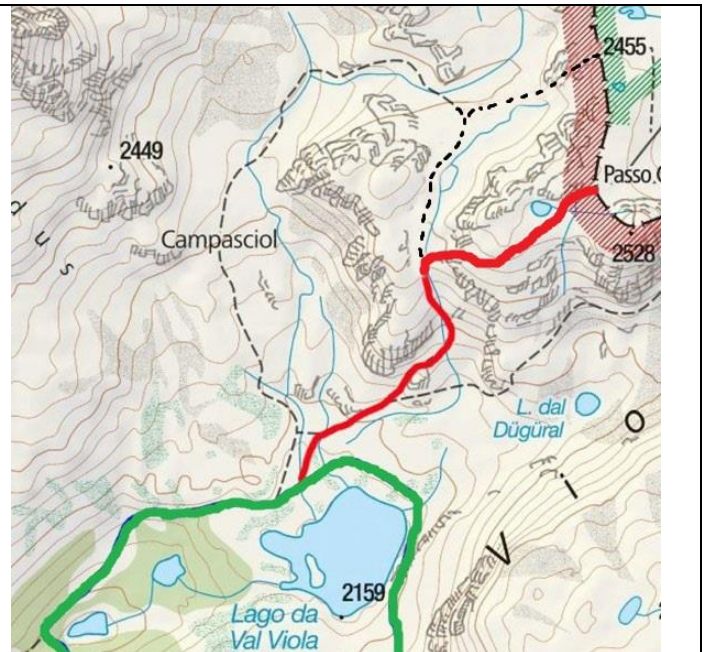 2455
2449
Passo.
Campasciol
d u s
2528
L. dal
Dügüral
V i o
2159
Lago da
Val Viola